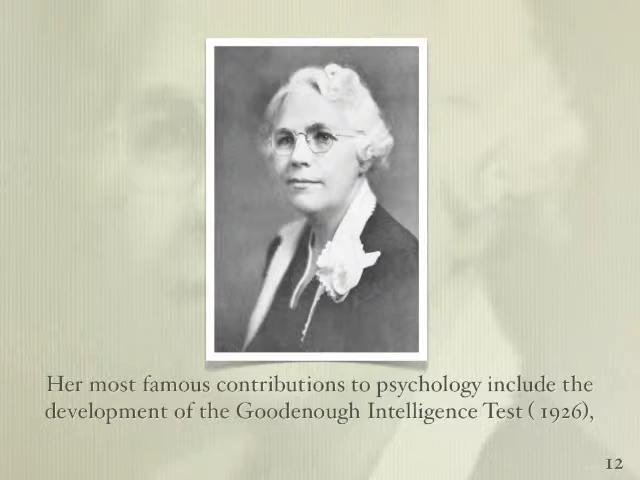 Her most famous contributions to psychology include the
development of the Goodenough Intelligence Test ( 1926),
12